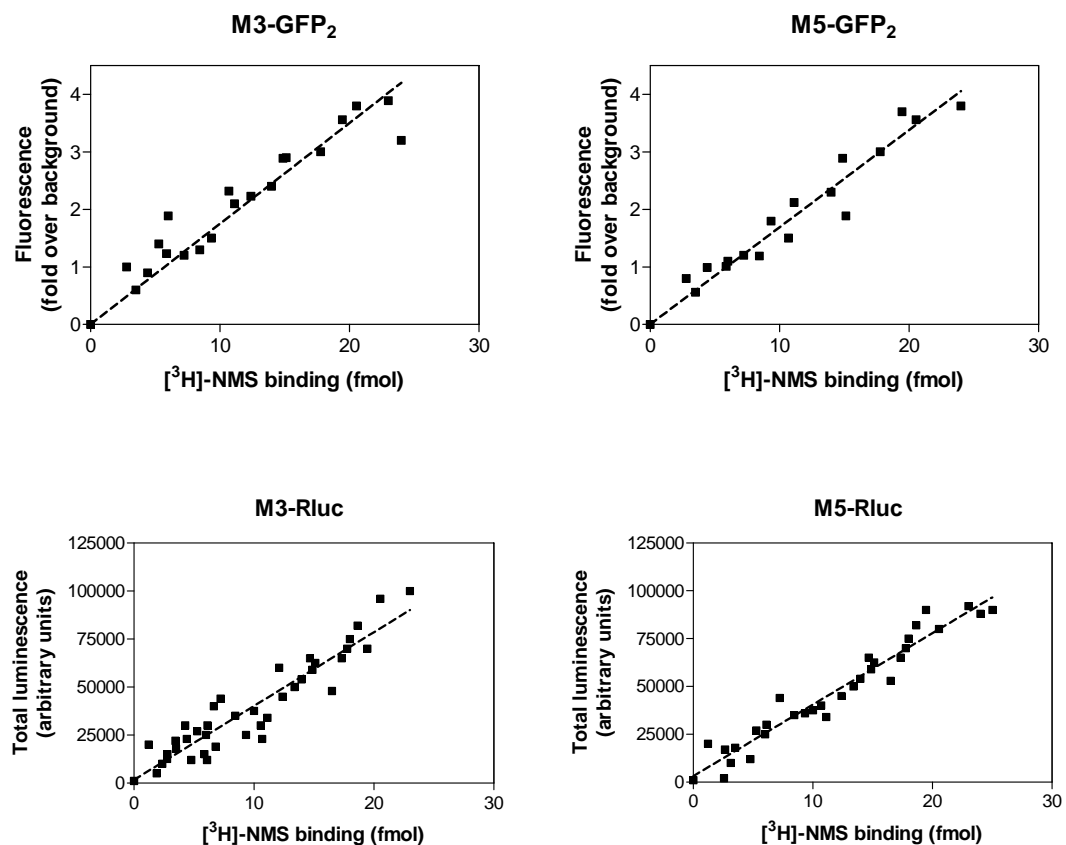 M3-GFP₂
Fluorescence
(fold over background)
4
3
2
1
0
0 10 20 30
[³H]-NMS binding (fmol)
M5-GFP₂
Fluorescence
(fold over background)
4
3
2
1
0
0 10 20 30
[³H]-NMS binding (fmol)
M3-Rluc
Total luminescence
(arbitrary units)
125000
100000
75000
50000
25000
0
0 10 20 30
[³H]-NMS binding (fmol)
M5-Rluc
Total luminescence
(arbitrary units)
125000
100000
75000
50000
25000
0
0 10 20 30
[³H]-NMS binding (fmol)